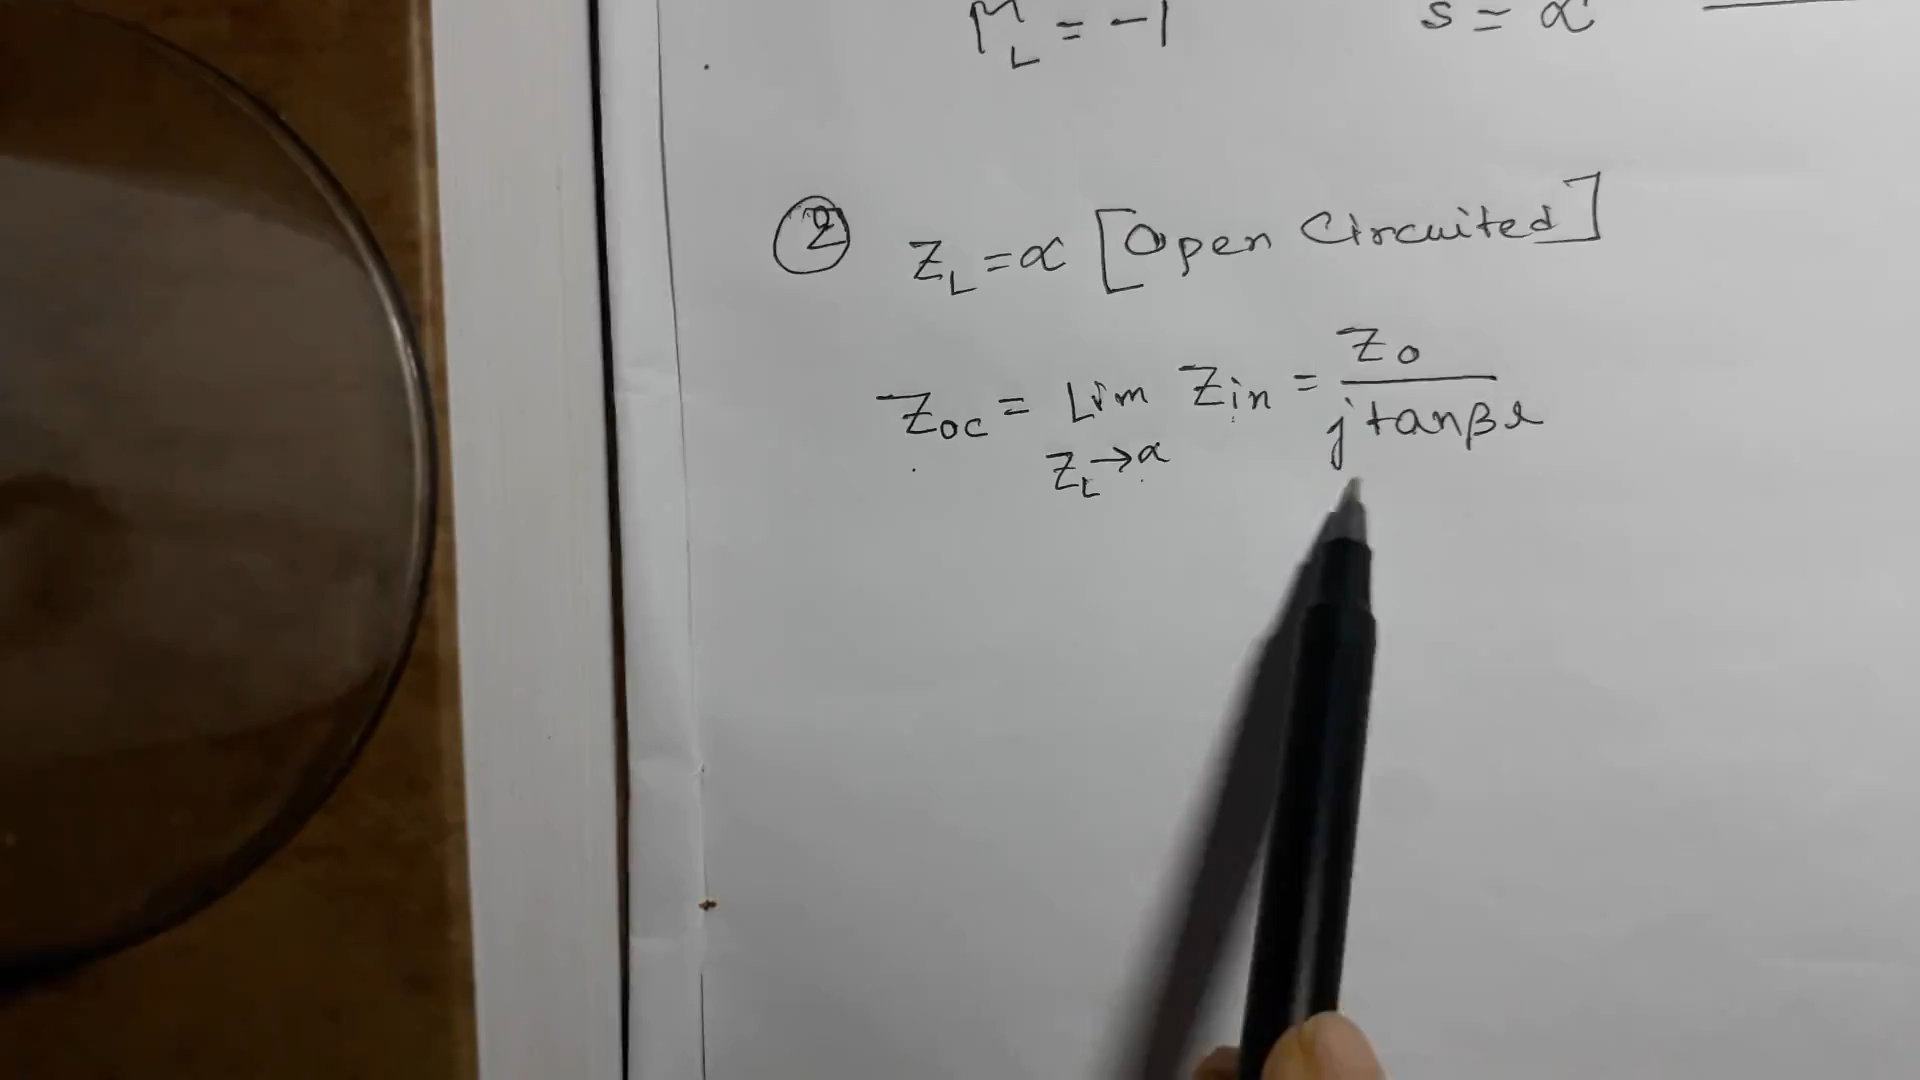 Γ_L = -1    s = ∝
② Z_L = ∝ [Open Circuited]
Z_oc = Lim Z_in = Z_0 / j tanβl
Z_L → ∝